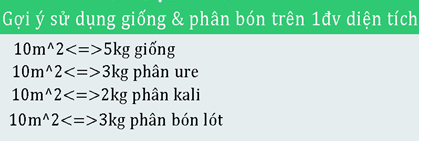 Gợi ý sử dụng giống & phân bón trên 1đv diện tích
10m^2<=>5kg giống
10m^2<=>3kg phân ure
10m^2<=>2kg phân kali
10m^2<=>3kg phân bón lót